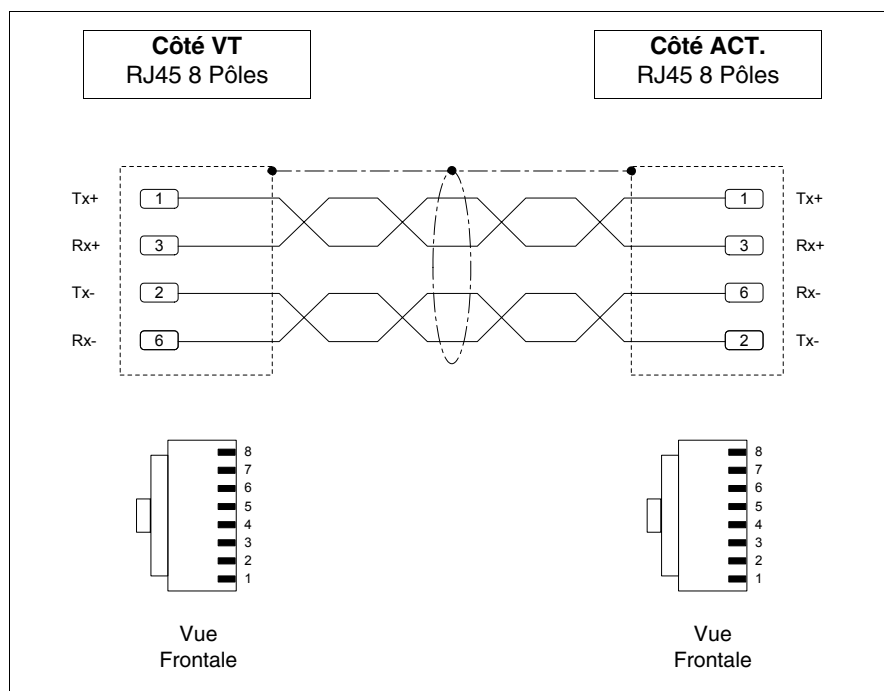 Côté VT
RJ45 8 Pôles
Côté ACT.
RJ45 8 Pôles
Tx+ 1 1 Tx+
Rx+ 3 3 Rx+
Tx- 2 6 Rx-
Rx- 6 2 Tx-
8 8
7 7
6 6
5 5
4 4
3 3
2 2
1 1
Vue
Frontale
Vue
Frontale